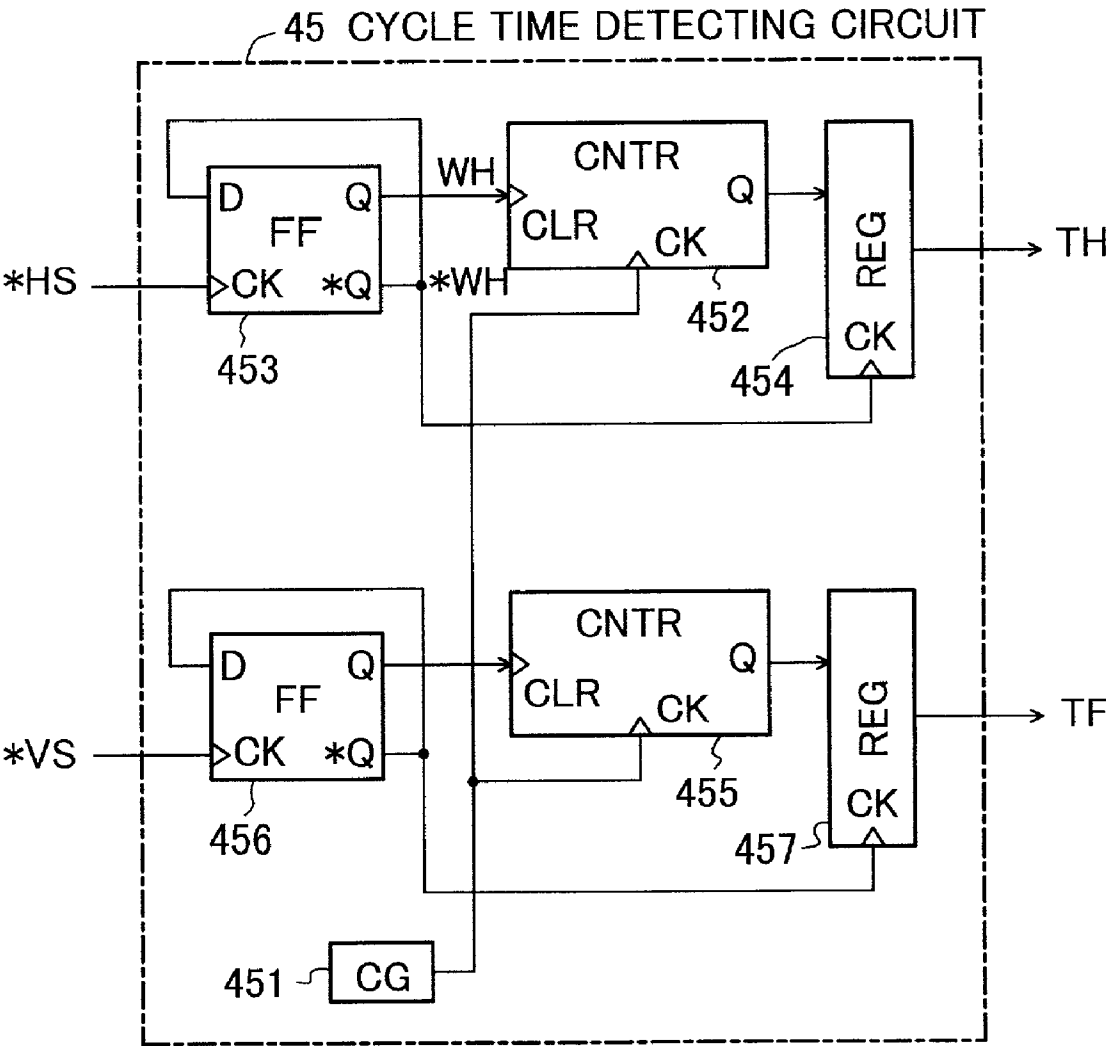 45 CYCLE TIME DETECTING CIRCUIT
D Q
FF
CK *Q
453
*HS
WH
*WH
CNTR
Q
CLR
CK
452
REG
CK
454
TH
D Q
FF
CK *Q
456
*VS
CNTR
Q
CLR
CK
455
REG
CK
457
TF
451
CG